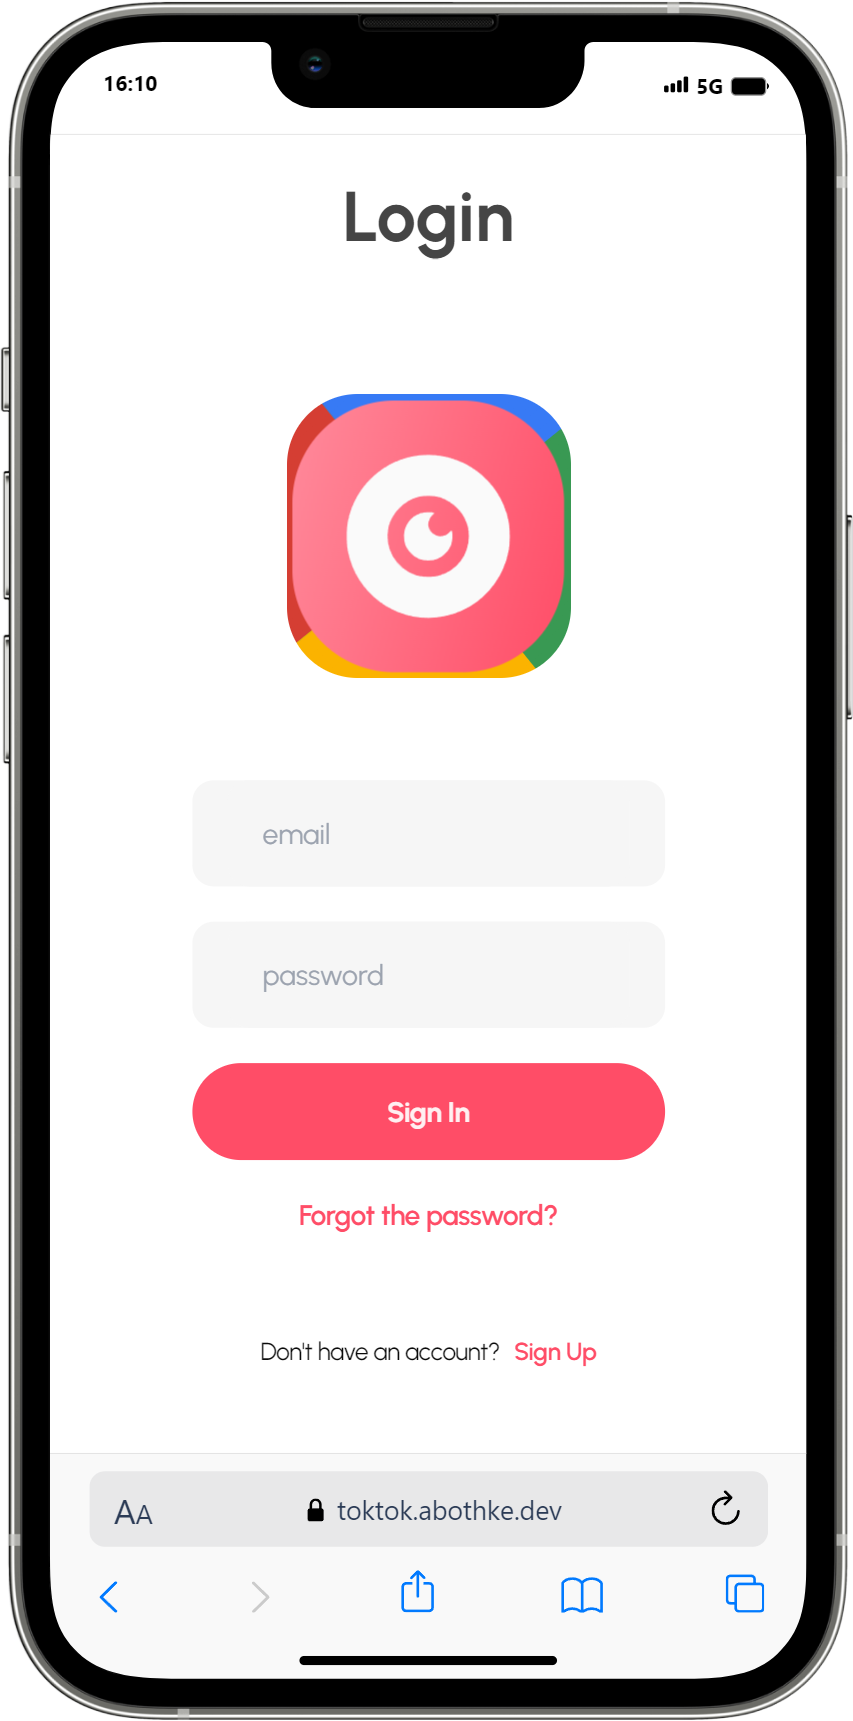 16:10
5G
Login
email
password
Sign In
Forgot the password?
Don't have an account? Sign Up
AA
toktok.abothke.dev